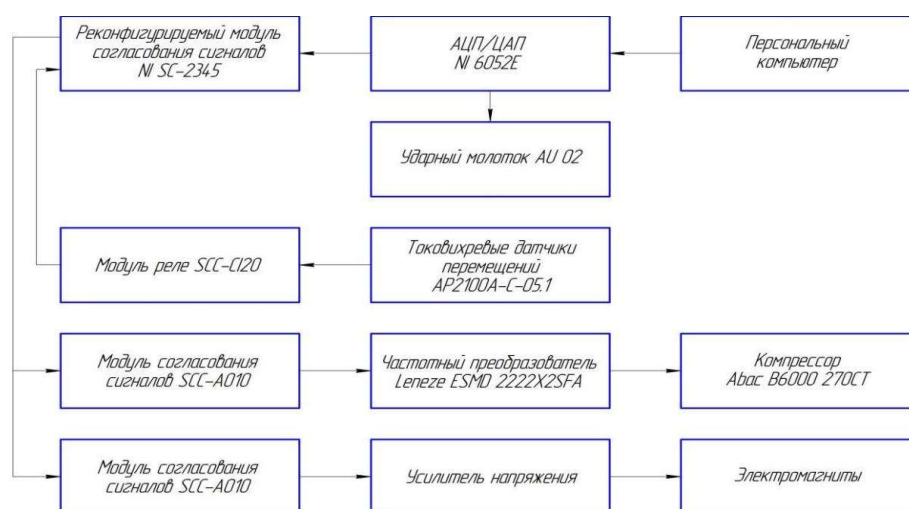 Реконфигурируемый модуль
согласования сигналов
NI SC-2345
АЦП/ЦАП
NI 6052E
Персональный
компьютер
Ударный молоток AU 02
Модуль реле SCC-CI20
Токовихревые датчики
перемещений
AP2100A-C-05.1
Модуль согласования
сигналов SCC-AO10
Частотный преобразователь
Leneze ESMD 2222X2SFA
Компрессор
Abac B6000 270CT
Модуль согласования
сигналов SCC-AO10
Усилитель напряжения
Электромагниты